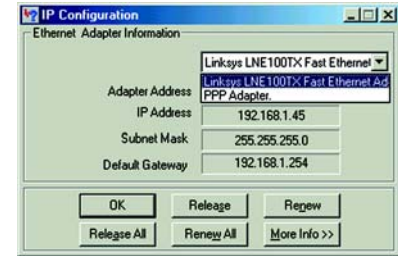 IP Configuration
Ethernet Adapter Information
Linksys LNE100TX Fast Ethernet
Linksys LNE100TX Fast Ethernet Ad
PPP Adapter.
Adapter Address
IP Address 192.168.1.45
Subnet Mask 255.255.255.0
Default Gateway 192.168.1.254
OK Release Renew
Release All Renew All More Info >>